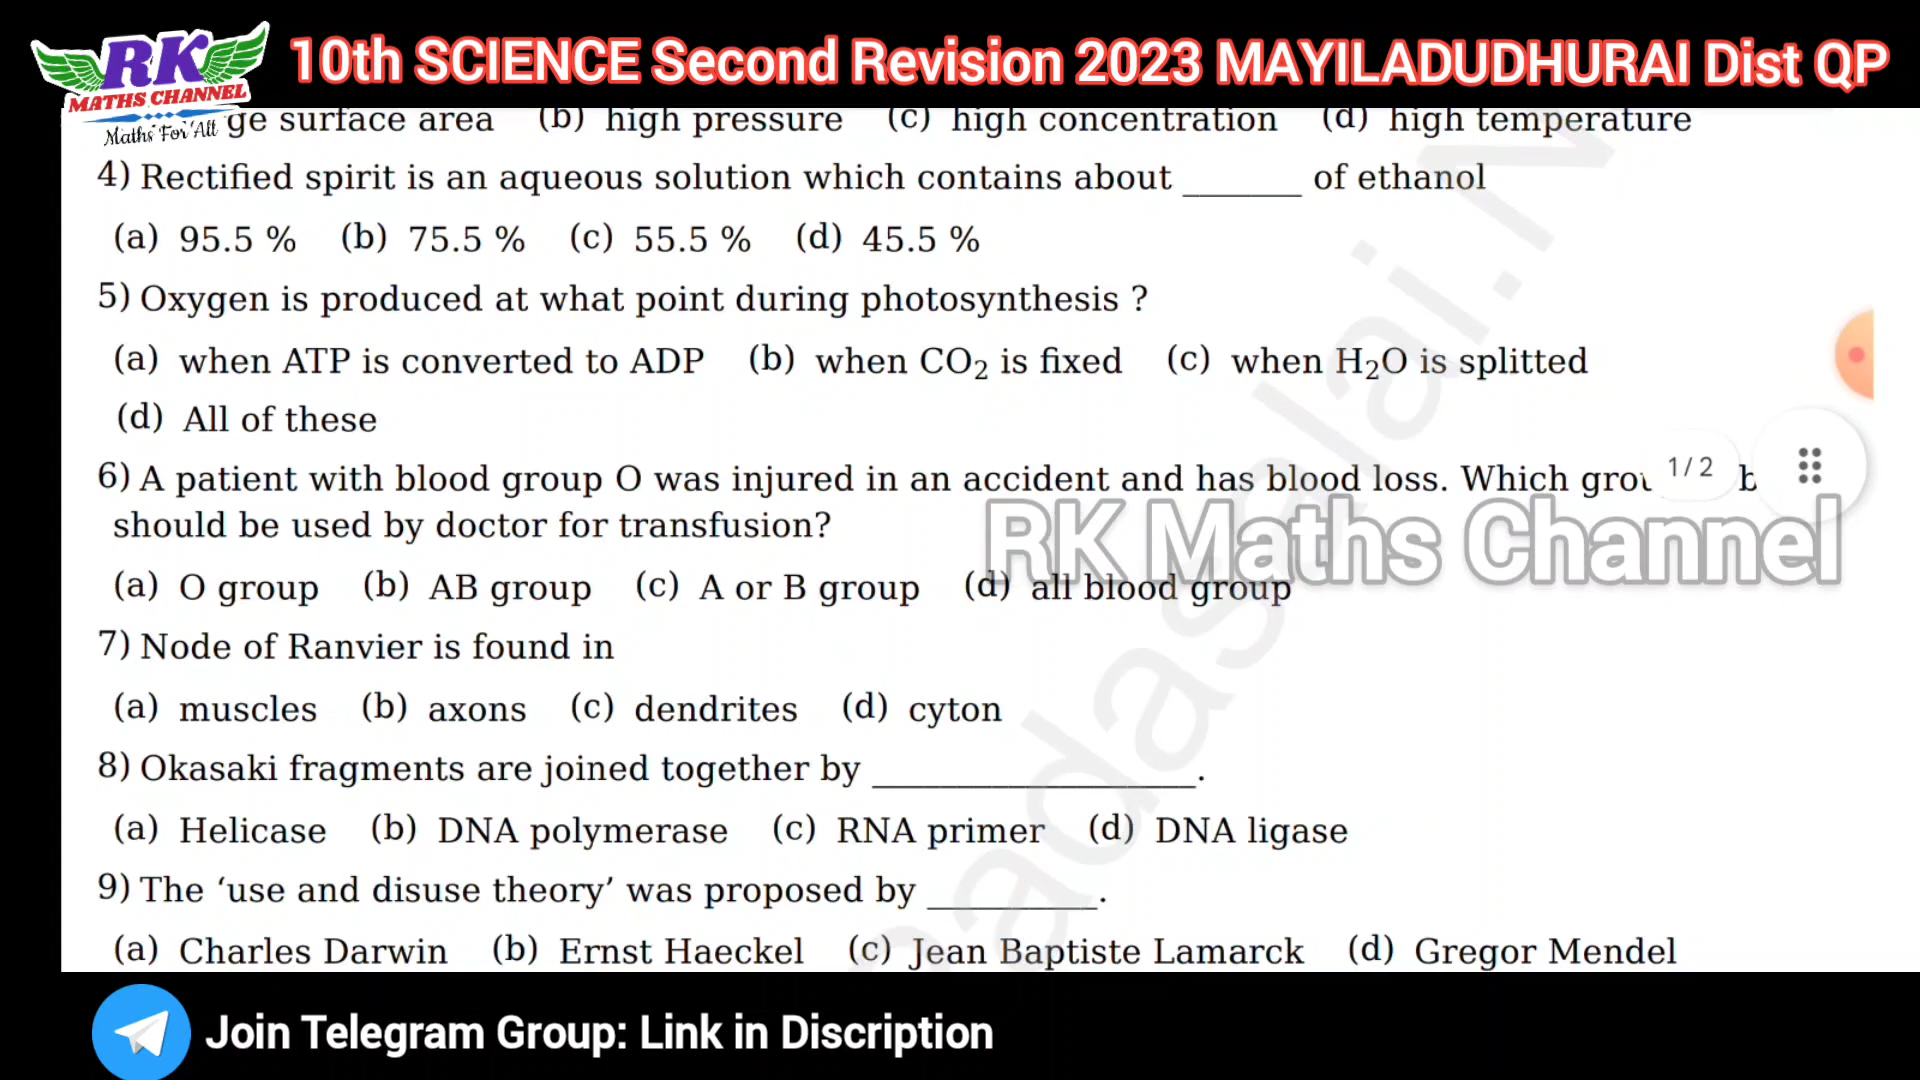 RK
MATHS CHANNEL
Maths For All
10th SCIENCE Second Revision 2023 MAYILADUDHURAI Dist QP
ge surface area (b) high pressure (c) high concentration (d) high temperature
4) Rectified spirit is an aqueous solution which contains about _______ of ethanol
(a) 95.5 % (b) 75.5 % (c) 55.5 % (d) 45.5 %
5) Oxygen is produced at what point during photosynthesis ?
(a) when ATP is converted to ADP (b) when CO₂ is fixed (c) when H₂O is splitted
(d) All of these
6) A patient with blood group O was injured in an accident and has blood loss. Which
1 / 2
should be used by doctor for transfusion?
RK Maths Channel
(a) O group (b) AB group (c) A or B group (d) all blood group
7) Node of Ranvier is found in
(a) muscles (b) axons (c) dendrites (d) cyton
8) Okasaki fragments are joined together by ___________________.
(a) Helicase (b) DNA polymerase (c) RNA primer (d) DNA ligase
9) The ‘use and disuse theory’ was proposed by __________.
(a) Charles Darwin (b) Ernst Haeckel (c) Jean Baptiste Lamarck (d) Gregor Mendel
Join Telegram Group: Link in Discription